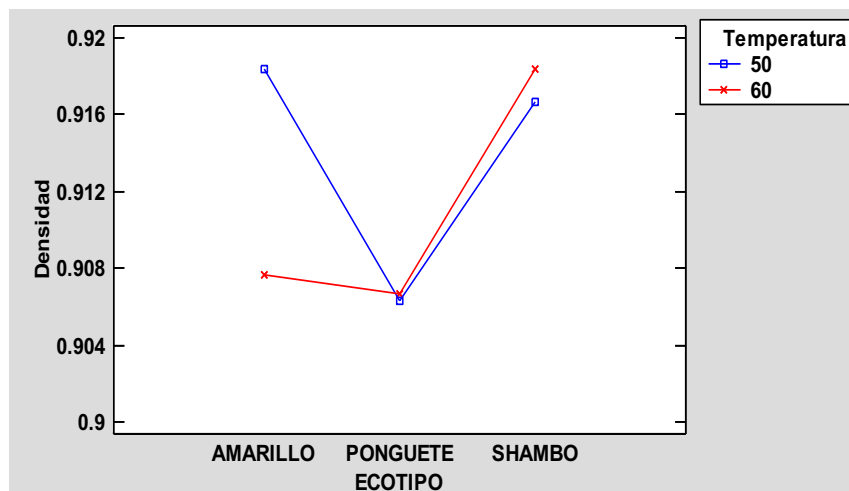 Temperatura
50
60
0.92
0.916
0.912
0.908
0.904
0.9
Densidad
AMARILLO PONGUETE SHAMBO
ECOTIPO